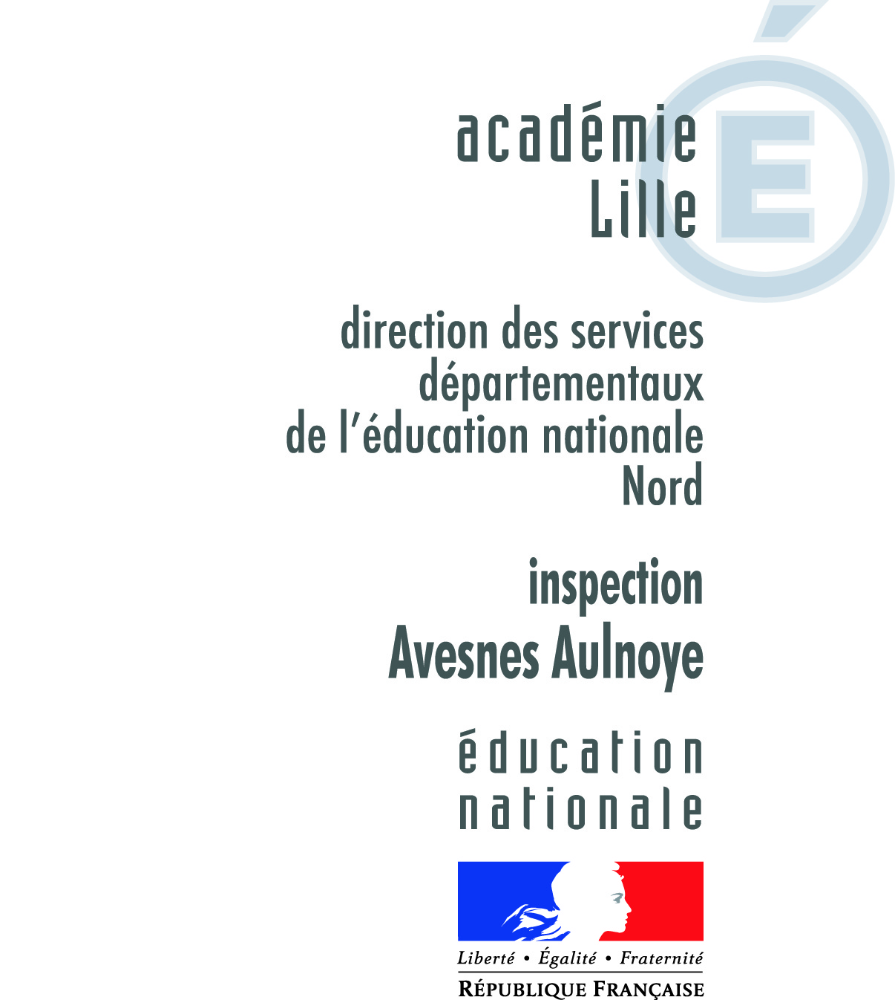 É
académie
Lille
direction des services
départementaux
de l’éducation nationale
Nord
inspection
Avesnes Aulnoye
éducation
nationale
Liberté • Égalité • Fraternité
RÉPUBLIQUE FRANÇAISE